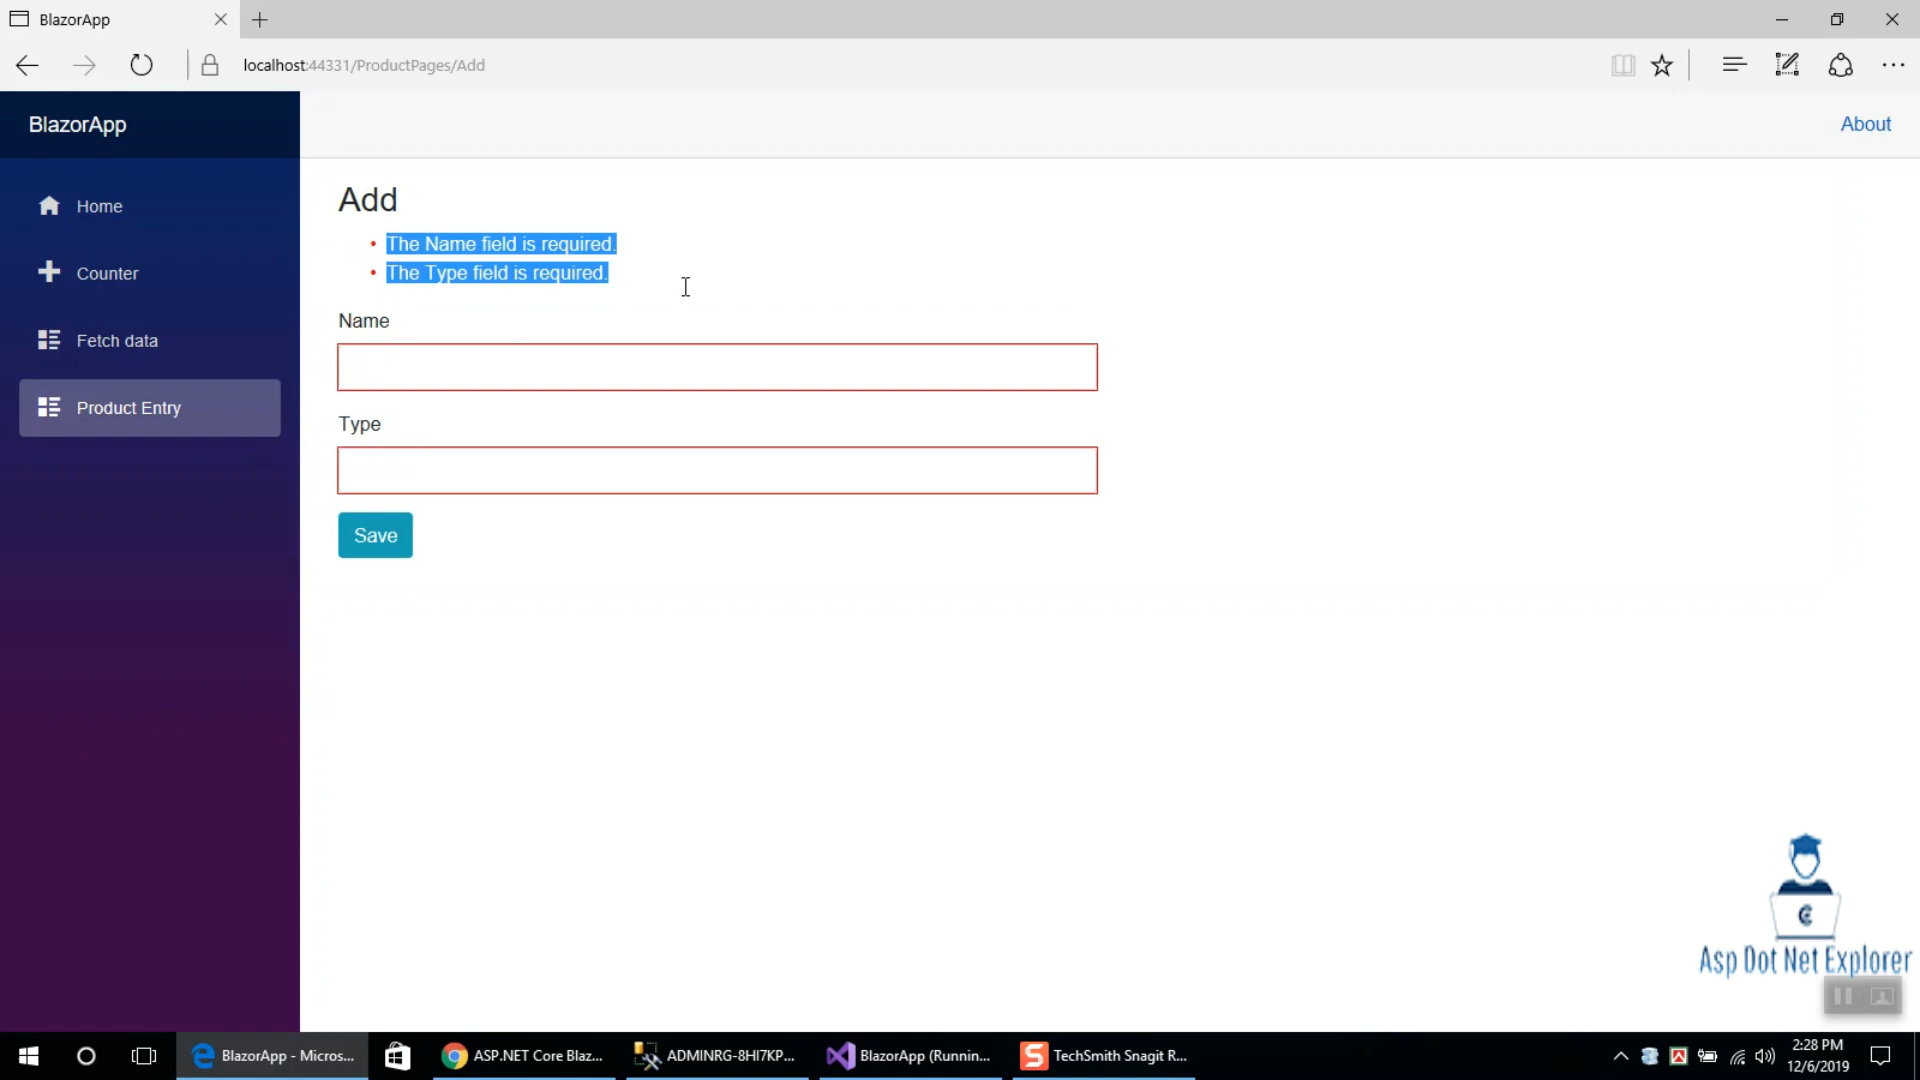 BlazorApp
localhost:44331/ProductPages/Add
BlazorApp
About
Home
Counter
Fetch data
Product Entry
Add
The Name field is required.
The Type field is required.
Name
Type
Save
Asp Dot Net Explorer
BlazorApp - Micros...
ASP.NET Core Blaz...
ADMINRG-8HI7KP...
BlazorApp (Runnin...
TechSmith Snagit R...
2:28 PM
12/6/2019